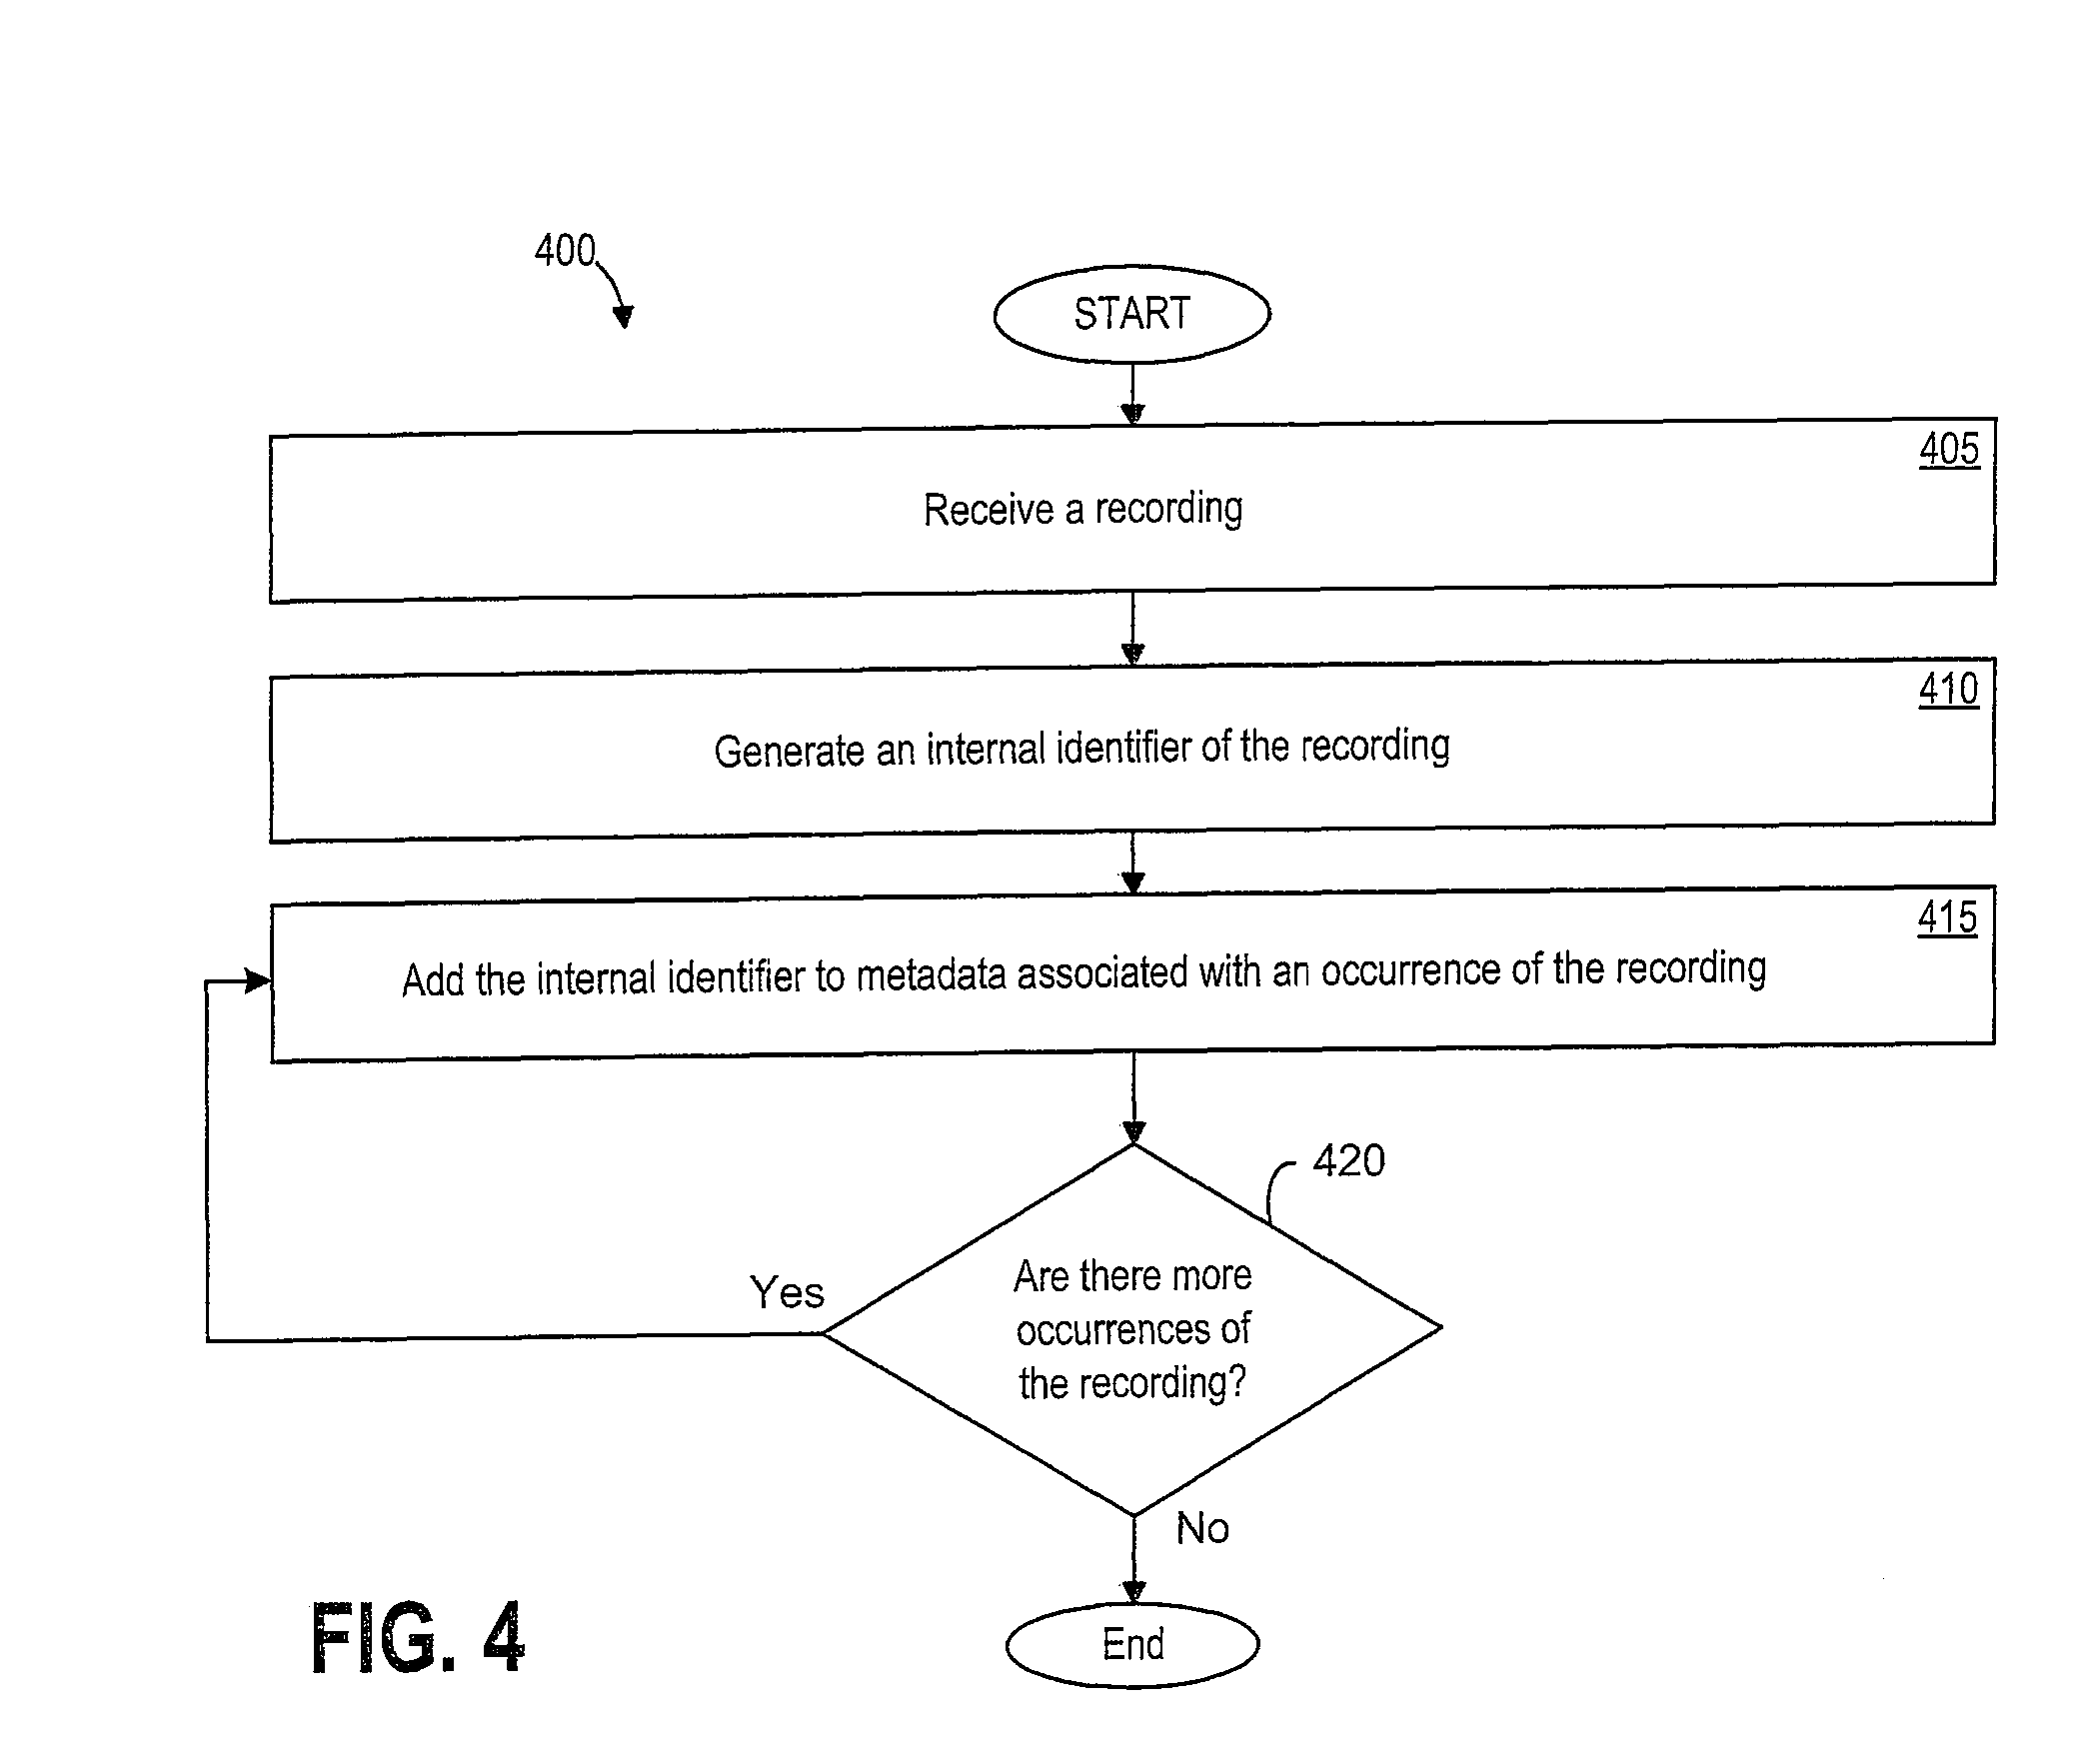 400
START
405
Receive a recording
410
Generate an internal identifier of the recording
415
Add the internal identifier to metadata associated with an occurrence of the recording
420
Are there more
occurrences of
the recording?
Yes
No
End
FIG. 4